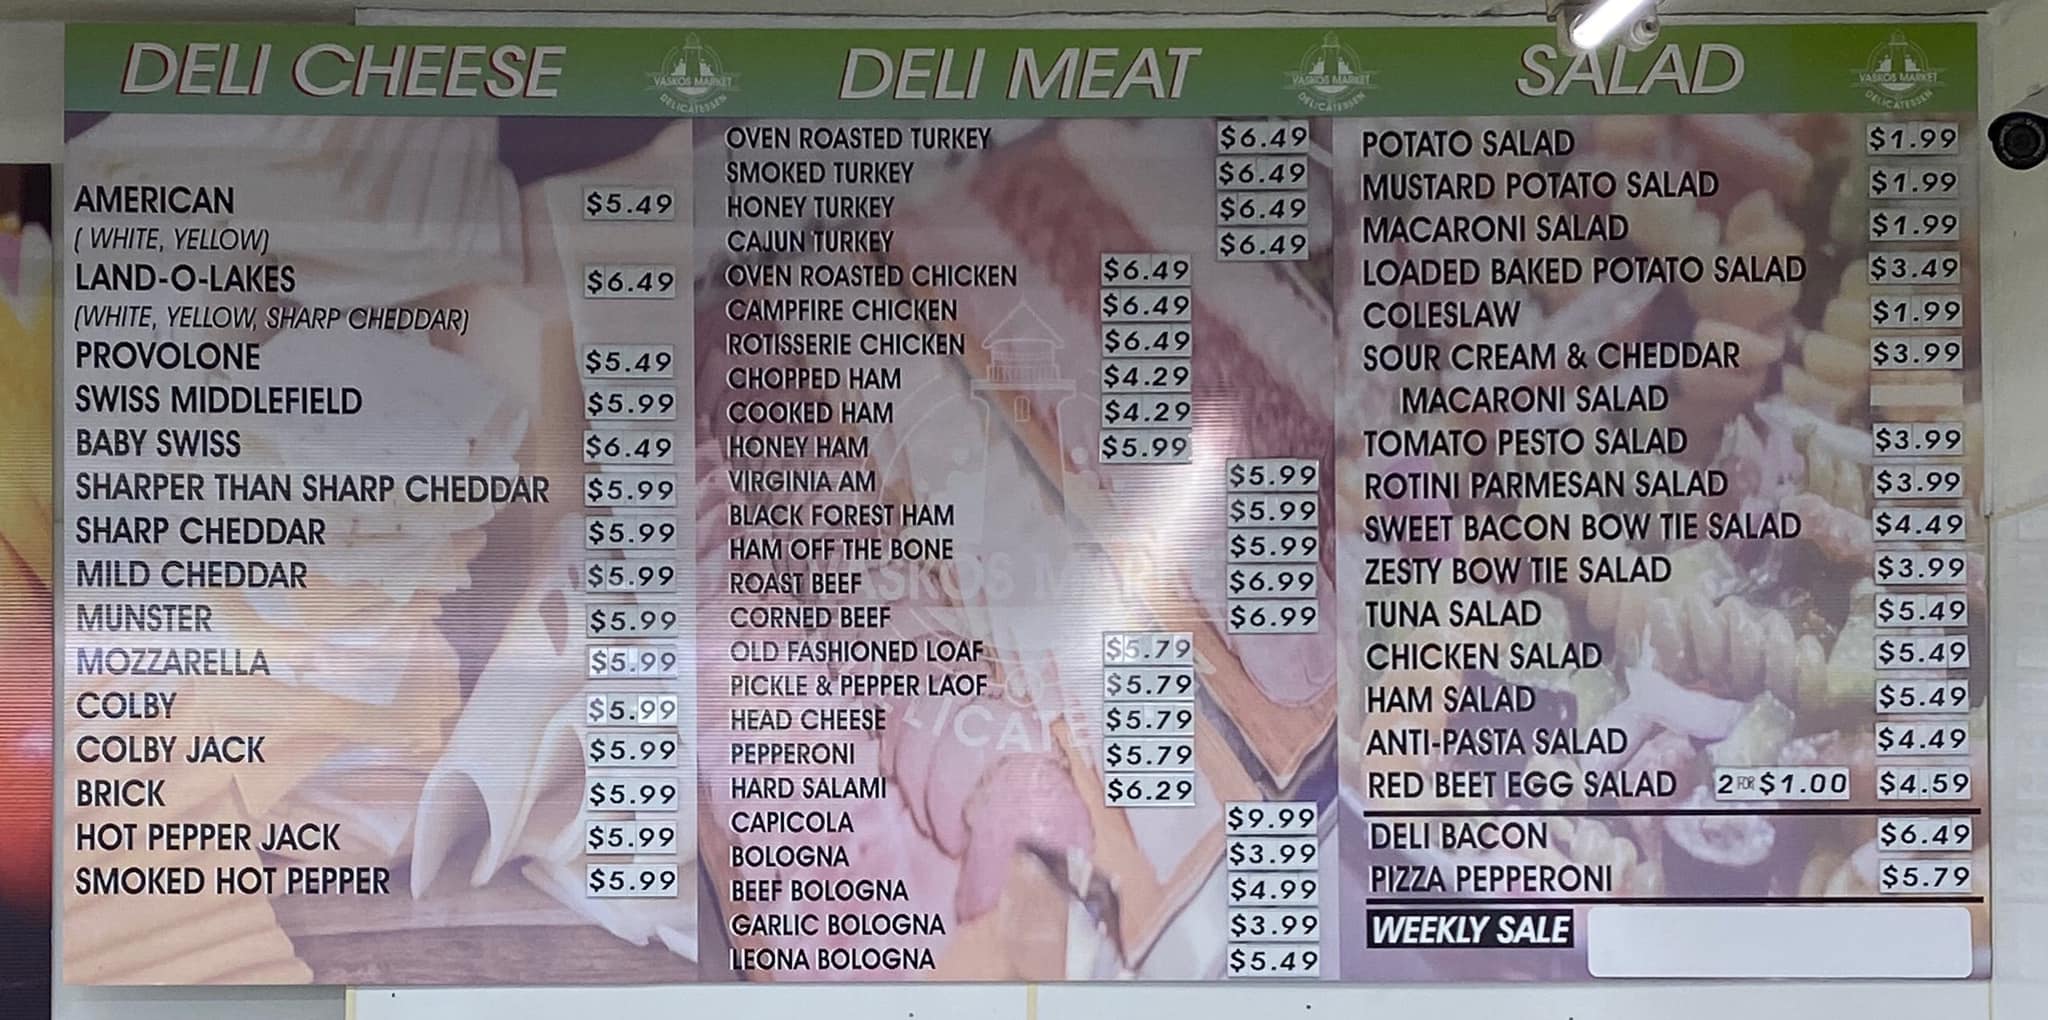 DELI CHEESE
VASKOS MARKET
DELICATESSEN
AMERICAN $5.49
( WHITE, YELLOW)
LAND-O-LAKES $6.49
(WHITE, YELLOW, SHARP CHEDDAR)
PROVOLONE $5.49
SWISS MIDDLEFIELD $5.99
BABY SWISS $6.49
SHARPER THAN SHARP CHEDDAR $5.99
SHARP CHEDDAR $5.99
MILD CHEDDAR $5.99
MUNSTER $5.99
MOZZARELLA $5.99
COLBY $5.99
COLBY JACK $5.99
BRICK $5.99
HOT PEPPER JACK $5.99
SMOKED HOT PEPPER $5.99
DELI MEAT
VASKOS MARKET
DELICATESSEN
OVEN ROASTED TURKEY $6.49
SMOKED TURKEY $6.49
HONEY TURKEY $6.49
CAJUN TURKEY $6.49
OVEN ROASTED CHICKEN $6.49
CAMPFIRE CHICKEN $6.49
ROTISSERIE CHICKEN $6.49
CHOPPED HAM $4.29
COOKED HAM $4.29
HONEY HAM $5.99
VIRGINIA AM $5.99
BLACK FOREST HAM $5.99
HAM OFF THE BONE $5.99
ROAST BEEF $6.99
CORNED BEEF $6.99
OLD FASHIONED LOAF $5.79
PICKLE & PEPPER LAOF $5.79
HEAD CHEESE $5.79
PEPPERONI $5.79
HARD SALAMI $6.29
CAPICOLA $9.99
BOLOGNA $3.99
BEEF BOLOGNA $4.99
GARLIC BOLOGNA $3.99
LEONA BOLOGNA $5.49
SALAD
VASKOS MARKET
DELICATESSEN
POTATO SALAD $1.99
MUSTARD POTATO SALAD $1.99
MACARONI SALAD $1.99
LOADED BAKED POTATO SALAD $3.49
COLESLAW $1.99
SOUR CREAM & CHEDDAR $3.99
MACARONI SALAD
TOMATO PESTO SALAD $3.99
ROTINI PARMESAN SALAD $3.99
SWEET BACON BOW TIE SALAD $4.49
ZESTY BOW TIE SALAD $3.99
TUNA SALAD $5.49
CHICKEN SALAD $5.49
HAM SALAD $5.49
ANTI-PASTA SALAD $4.49
RED BEET EGG SALAD 2 FOR $1.00 $4.59
DELI BACON $6.49
PIZZA PEPPERONI $5.79
WEEKLY SALE